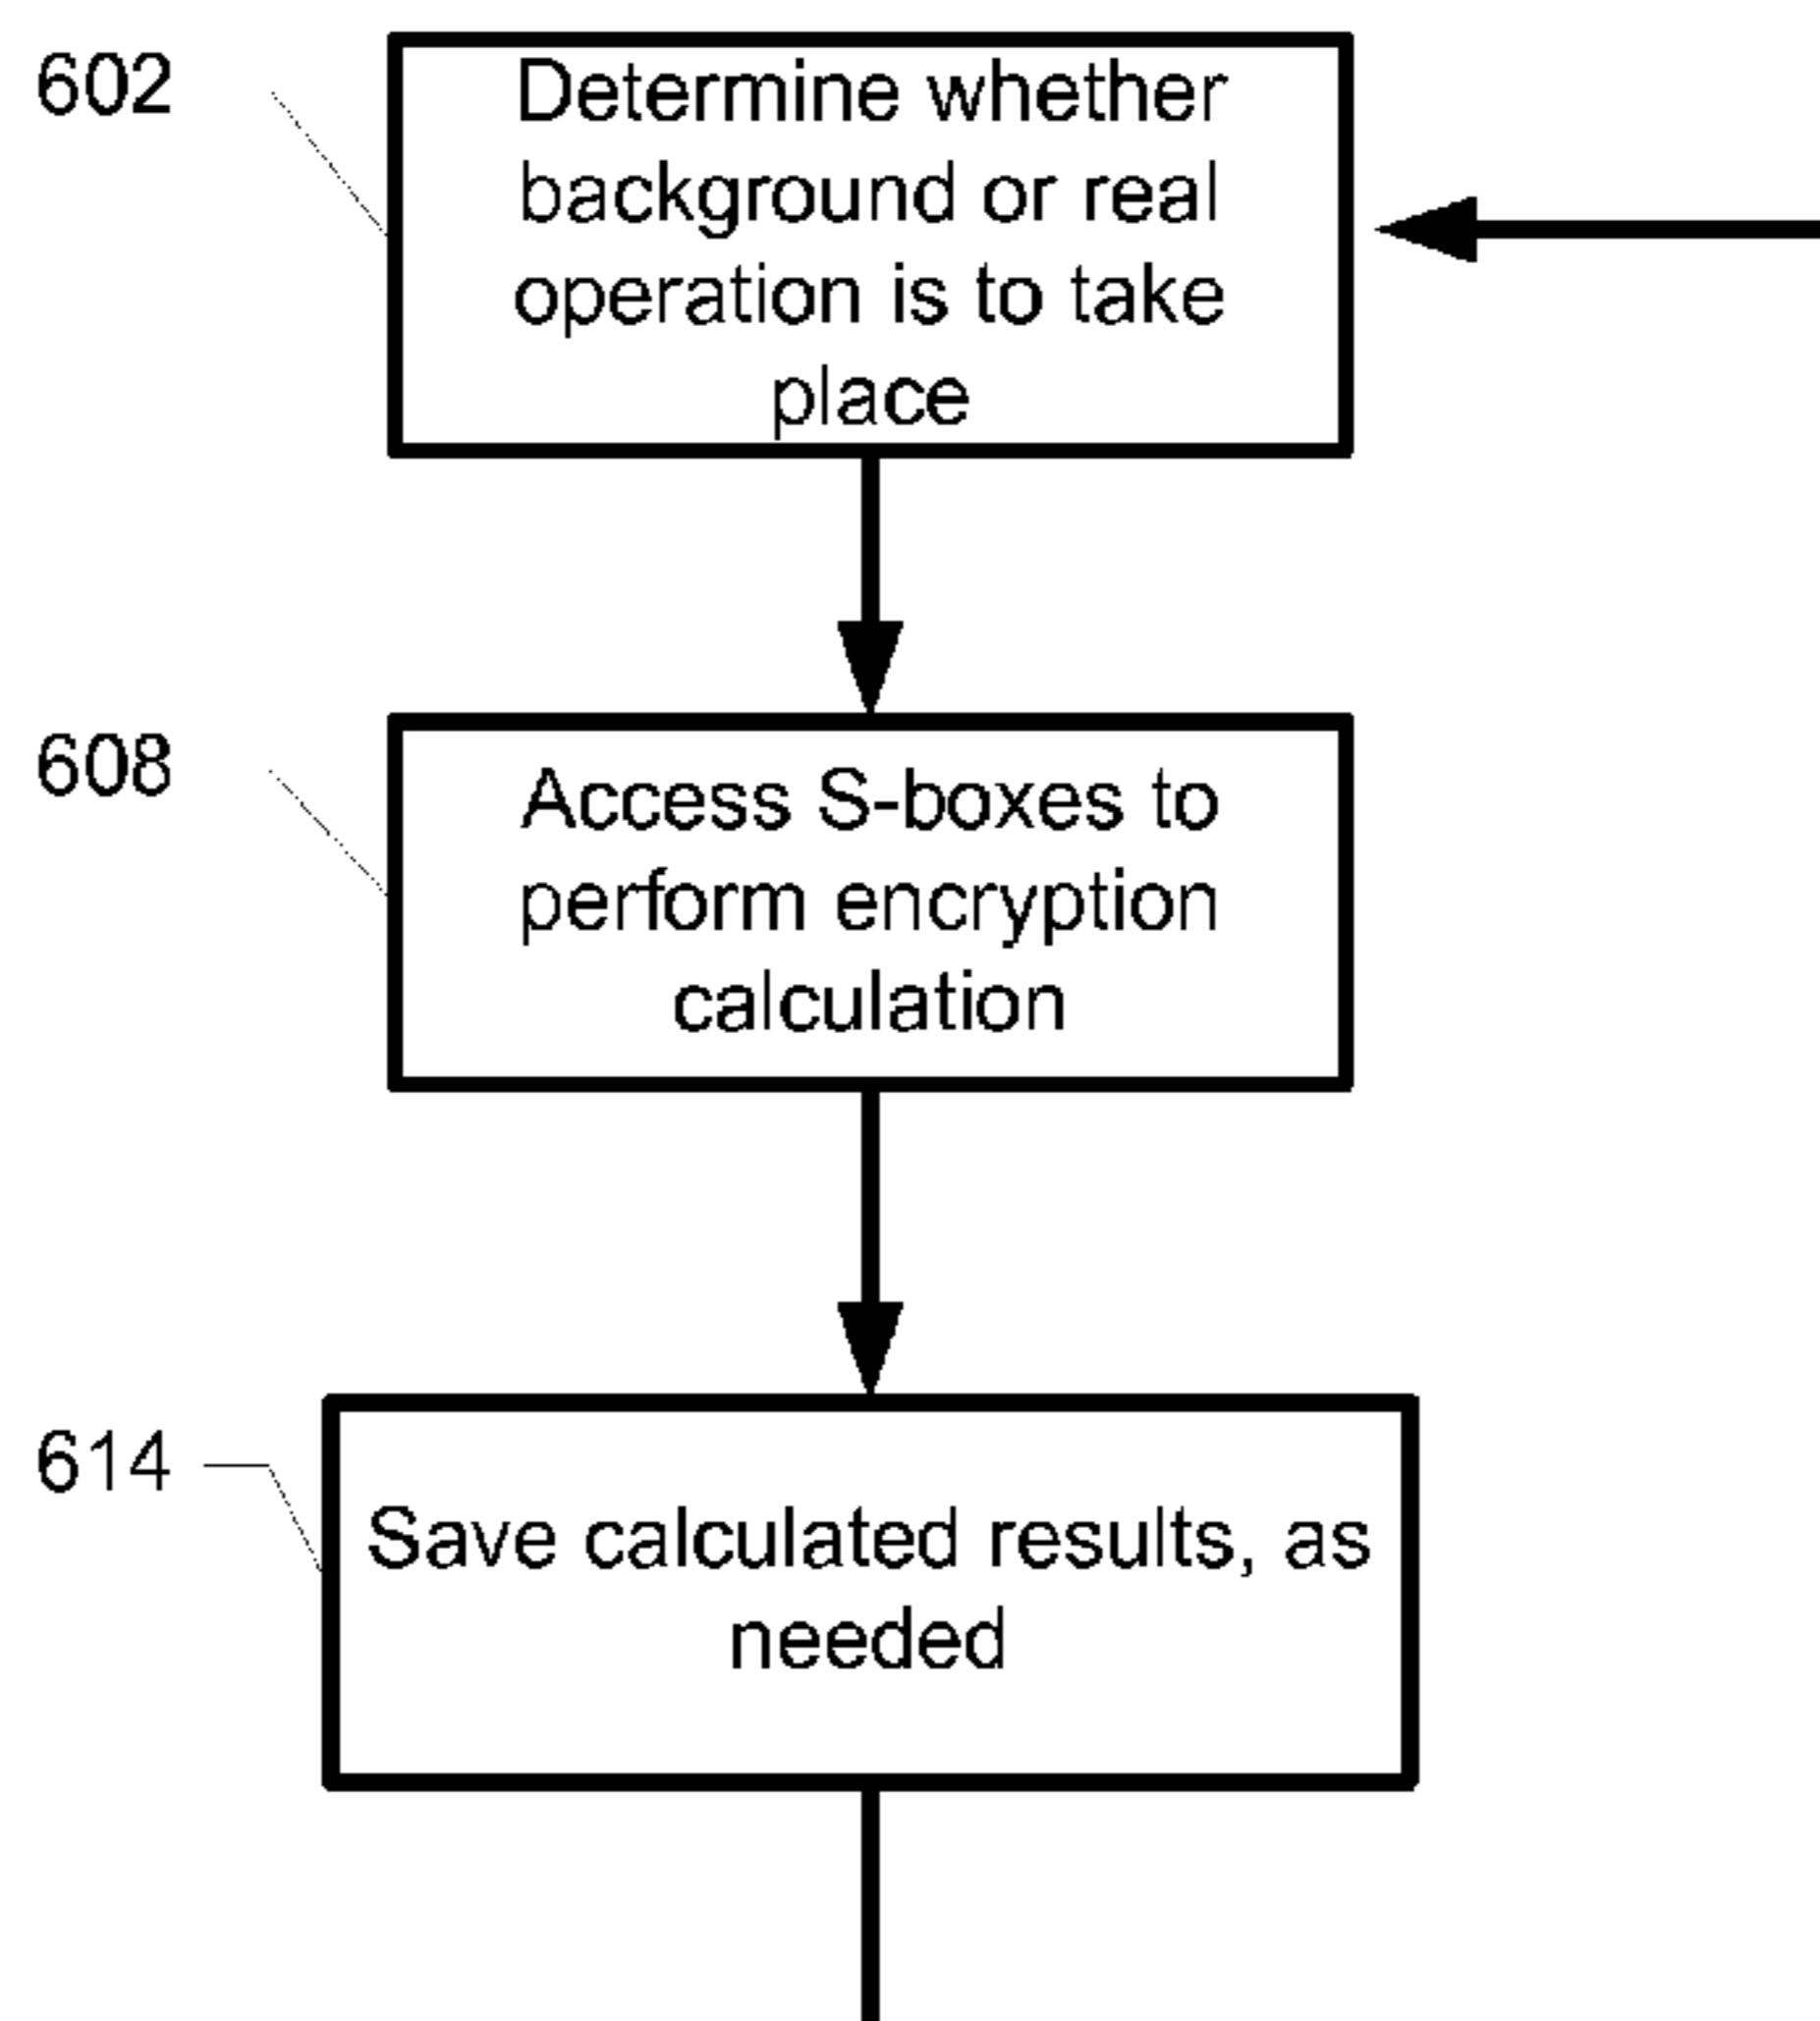 602
Determine whether
background or real
operation is to take
place
608
Access S-boxes to
perform encryption
calculation
614
Save calculated results, as
needed